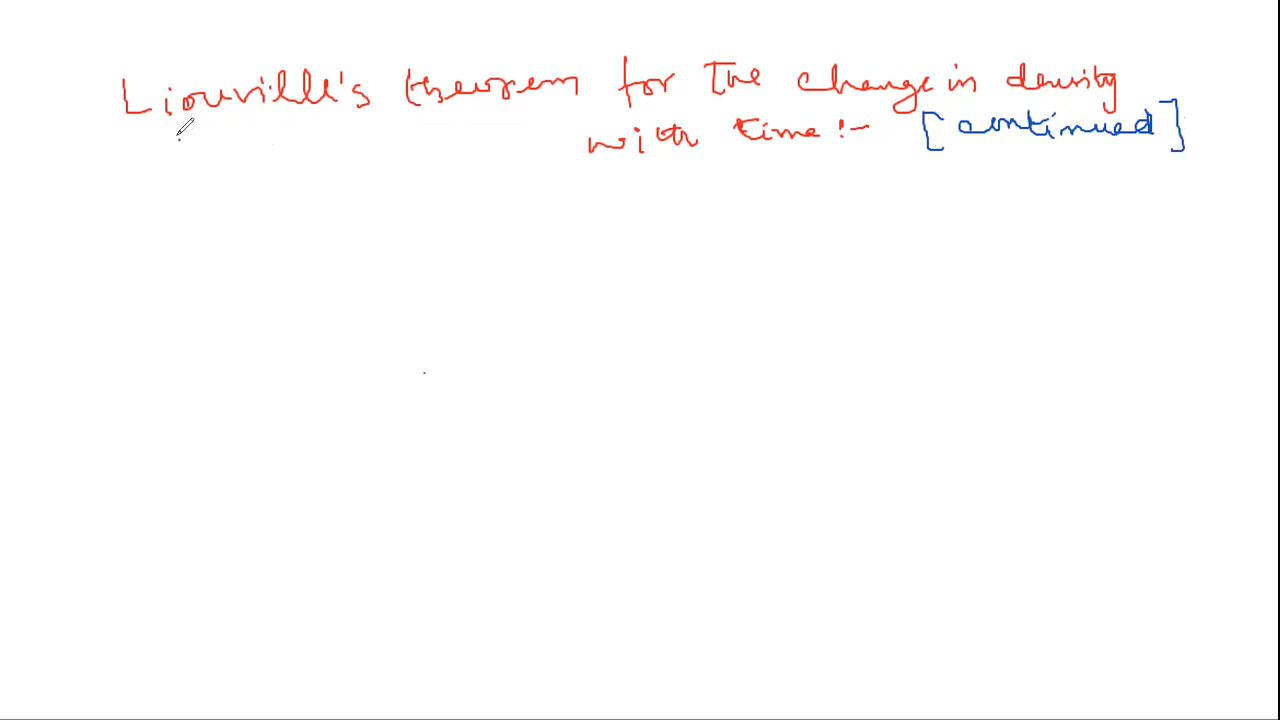 Liouville's theorem for the change in density
with time :- [continued]